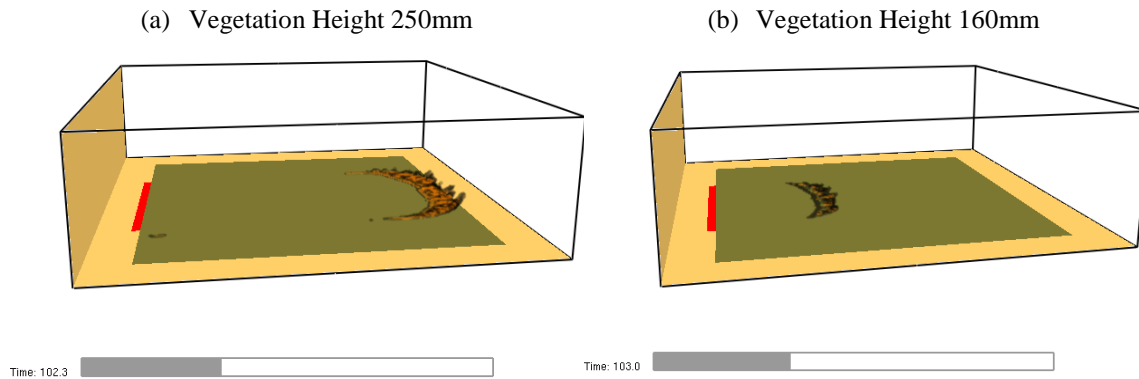 (a) Vegetation Height 250mm
(b) Vegetation Height 160mm
Time: 102.3
Time: 103.0